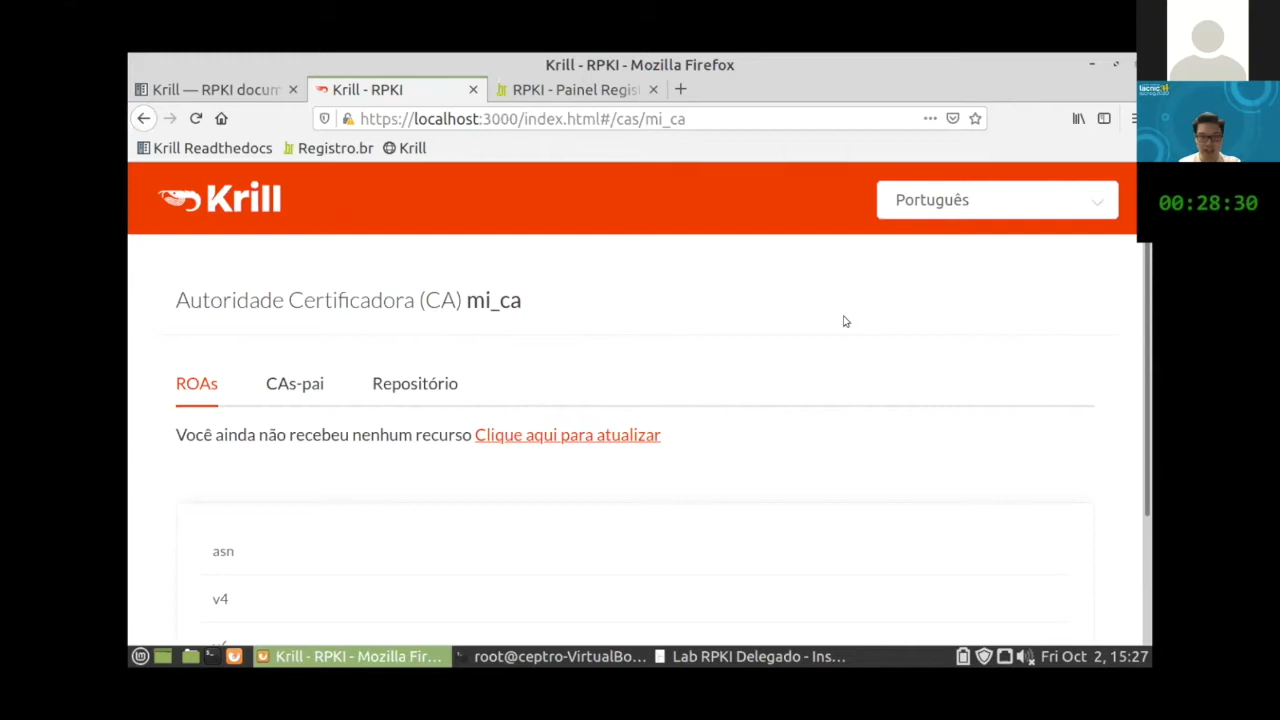 Krill - RPKI - Mozilla Firefox
Krill — RPKI docum
Krill - RPKI
RPKI - Painel Regis
https://localhost:3000/index.html#/cas/mi_ca
Krill Readthedocs
Registro.br
Krill
Krill
Português
00:28:30
Autoridade Certificadora (CA) mi_ca
ROAs
CAs-pai
Repositório
Você ainda não recebeu nenhum recurso Clique aqui para atualizar
asn
v4
Krill - RPKI - Mozilla Fir...
root@ceptro-VirtualBo...
Lab RPKI Delegado - Ins...
Fri Oct 2, 15:27